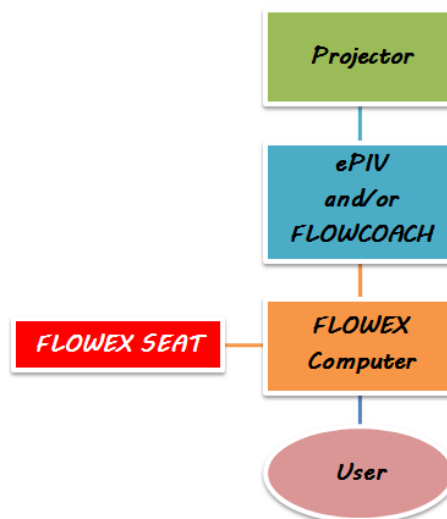 Projector
ePIV
and/or
FLOWCOACH
FLOWEX SEAT
FLOWEX
Computer
User